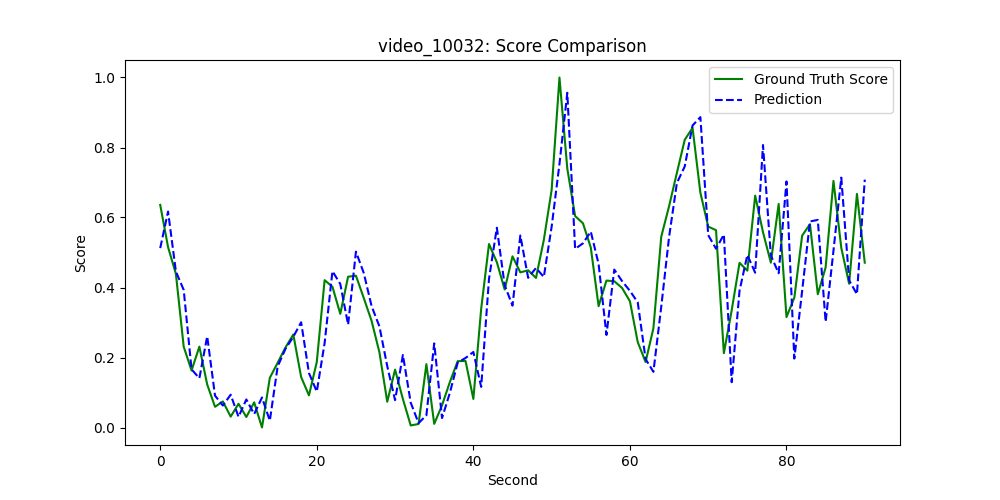 video_10032: Score Comparison
Ground Truth Score
Prediction
Score
1.0
0.8
0.6
0.4
0.2
0.0
0 20 40 60 80
Second